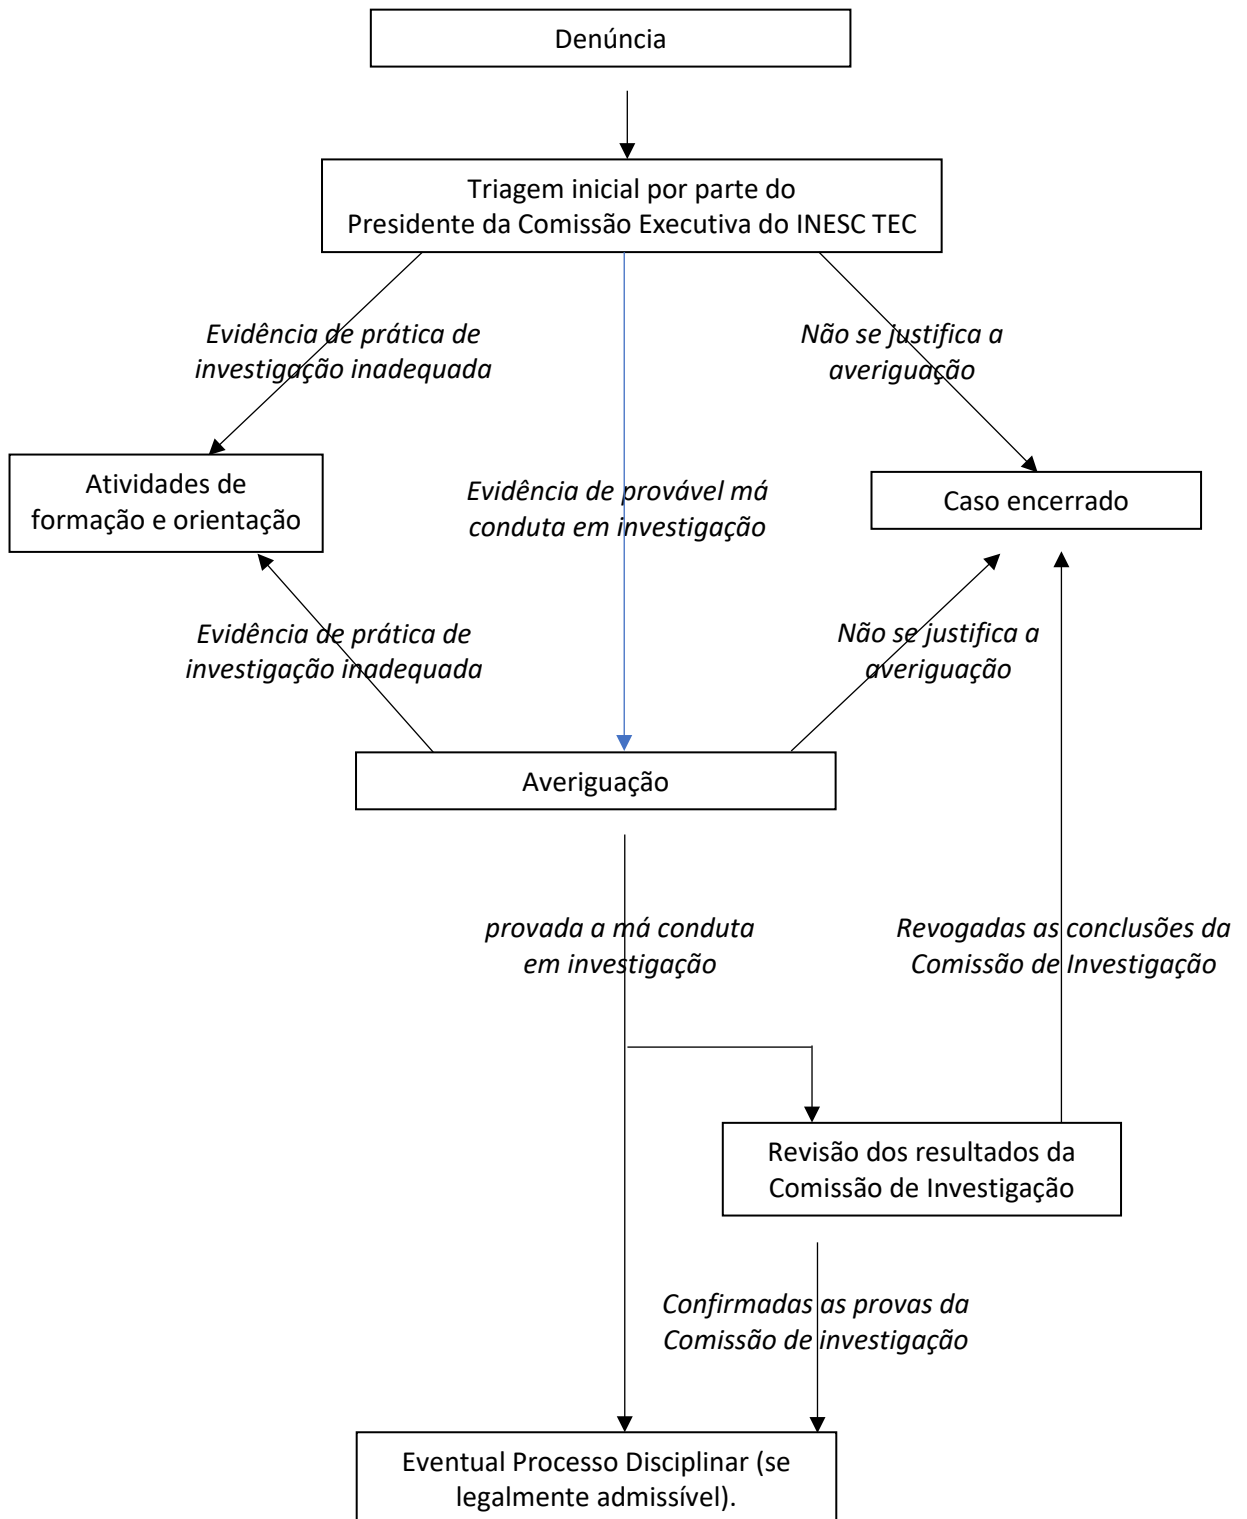 Denúncia
Triagem inicial por parte do
Presidente da Comissão Executiva do INESC TEC
Evidência de prática de
investigação inadequada
Não se justifica a
averiguação
Atividades de
formação e orientação
Evidência de provável má
conduta em investigação
Caso encerrado
Evidência de prática de
investigação inadequada
Não se justifica a
averiguação
Averiguação
provada a má conduta
em investigação
Revogadas as conclusões da
Comissão de Investigação
Revisão dos resultados da
Comissão de Investigação
Confirmadas as provas da
Comissão de investigação
Eventual Processo Disciplinar (se
legalmente admissível).